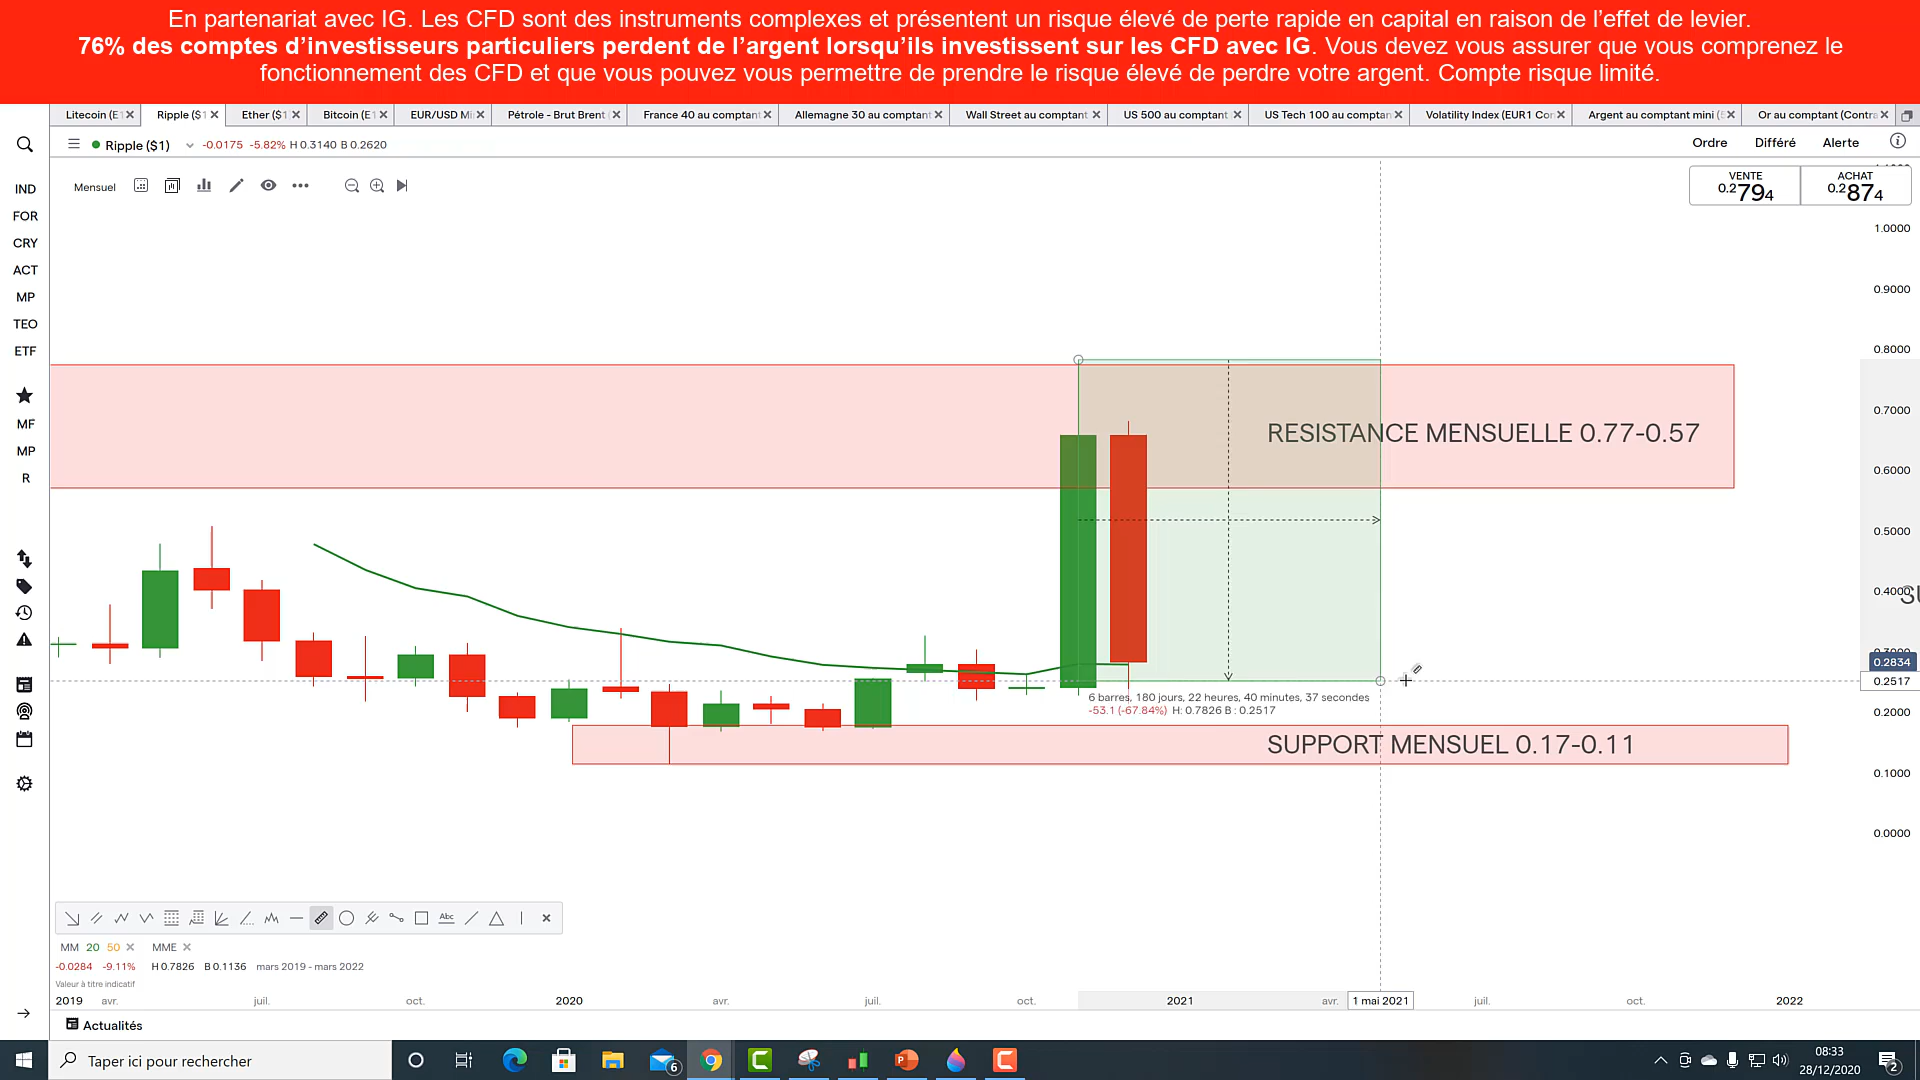 En partenariat avec IG. Les CFD sont des instruments complexes et présentent un risque élevé de perte rapide en capital en raison de l'effet de levier.
76% des comptes d'investisseurs particuliers perdent de l'argent lorsqu'ils investissent sur les CFD avec IG. Vous devez vous assurer que vous comprenez le
fonctionnement des CFD et que vous pouvez vous permettre de prendre le risque élevé de perdre votre argent. Compte risque limité.
Litecoin (E1 Ripple ($1 Ether ($1 Bitcoin (E1 EUR/USD Mi Pétrole - Brut Brent France 40 au comptant Allemagne 30 au comptant Wall Street au comptant US 500 au comptant US Tech 100 au comptan Volatility Index (EUR1 Con Argent au comptant mini (E Or au comptant (Contra
Ripple ($1) -0.0175 -5.82% H 0.3140 B 0.2620
Ordre Différé Alerte
Mensuel
VENTE
0.2794
ACHAT
0.2874
IND
FOR
CRY
ACT
MP
TEO
ETF
MF
MP
R
1.0000
0.9000
0.8000
0.7000
0.6000
0.5000
0.4000
0.2834
0.2517
0.2000
0.1000
0.0000
RESISTANCE MENSUELLE 0.77-0.57
6 barres, 180 jours, 22 heures, 40 minutes, 37 secondes
-53.1 (-67.84%) H: 0.7826 B : 0.2517
SUPPORT MENSUEL 0.17-0.11
Abc
MM 20 50 MME
-0.0284 -9.11% H 0.7826 B 0.1136 mars 2019 - mars 2022
Valeur à titre indicatif
2019 avr. juil. oct. 2020 avr. juil. oct. 2021 avr. 1 mai 2021 juil. oct. 2022
Actualités
Taper ici pour rechercher
6
08:33
28/12/2020
2